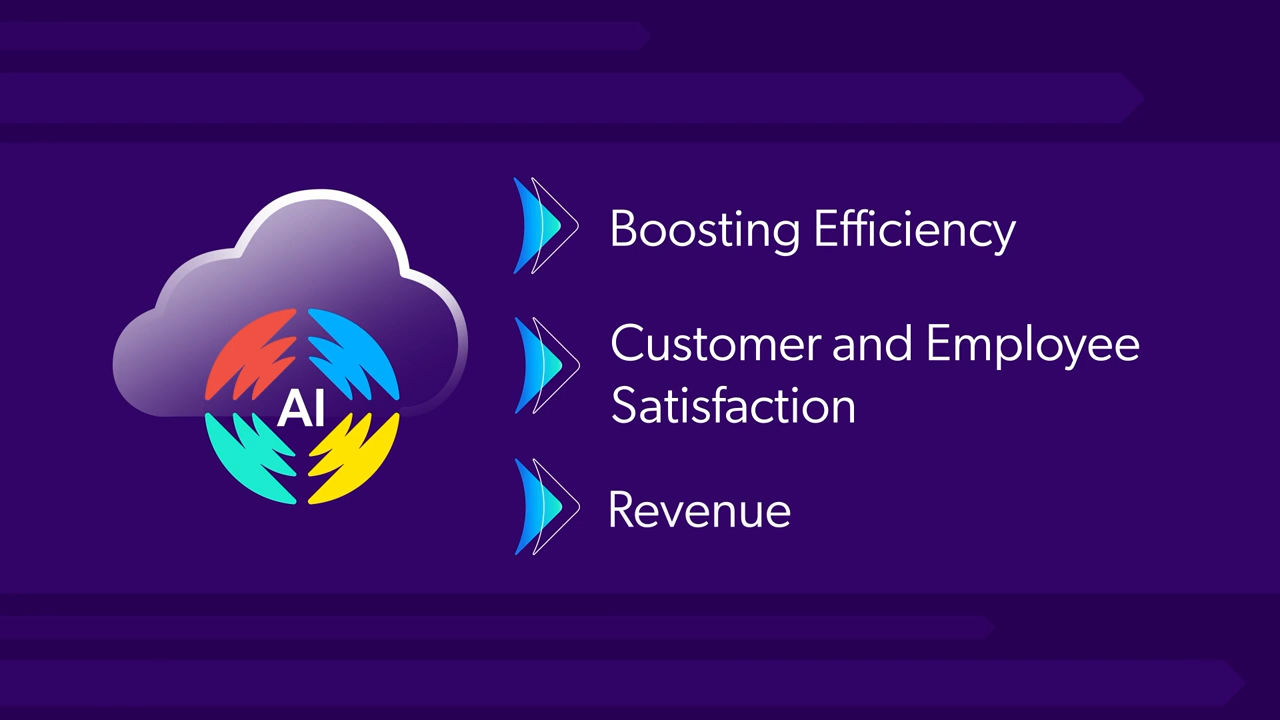 AI
Boosting Efficiency
Customer and Employee
Satisfaction
Revenue